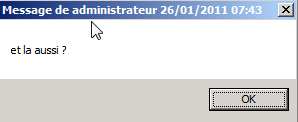 Message de administrateur 26/01/2011 07:43
et la aussi ?
OK